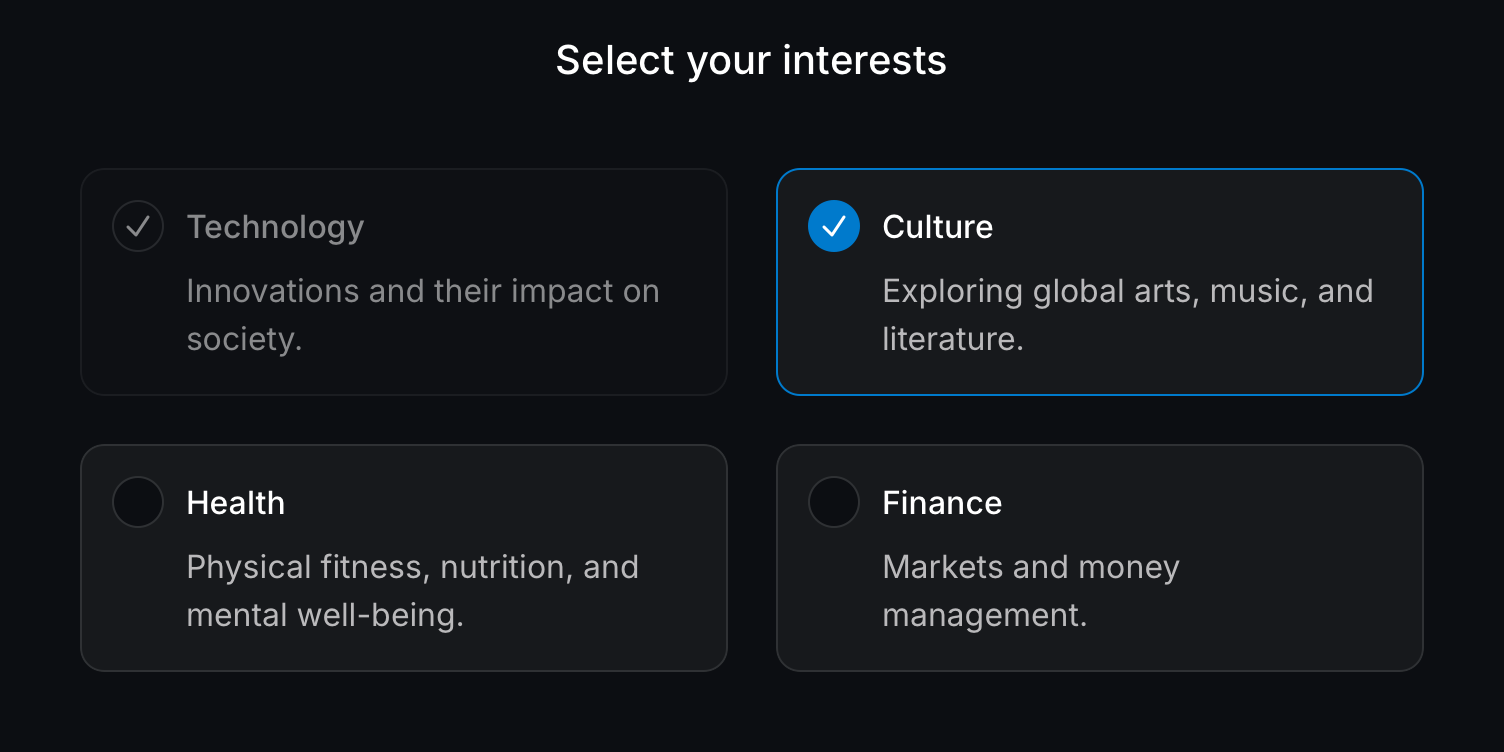 Select your interests
Technology
Innovations and their impact on
society.
Culture
Exploring global arts, music, and
literature.
Health
Physical fitness, nutrition, and
mental well-being.
Finance
Markets and money
management.